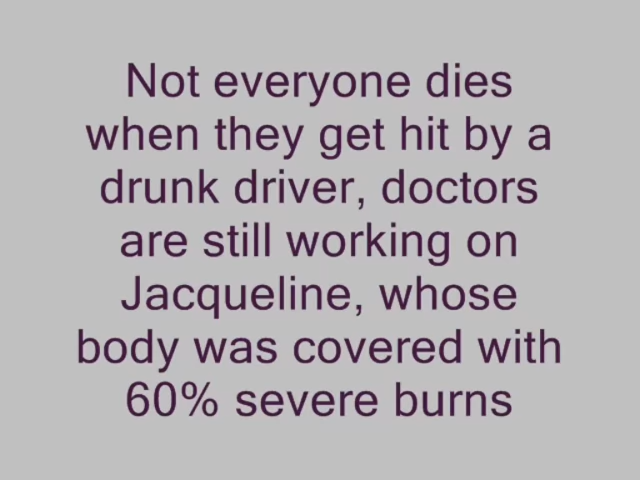 Not everyone dies
when they get hit by a
drunk driver, doctors
are still working on
Jacqueline, whose
body was covered with
60% severe burns